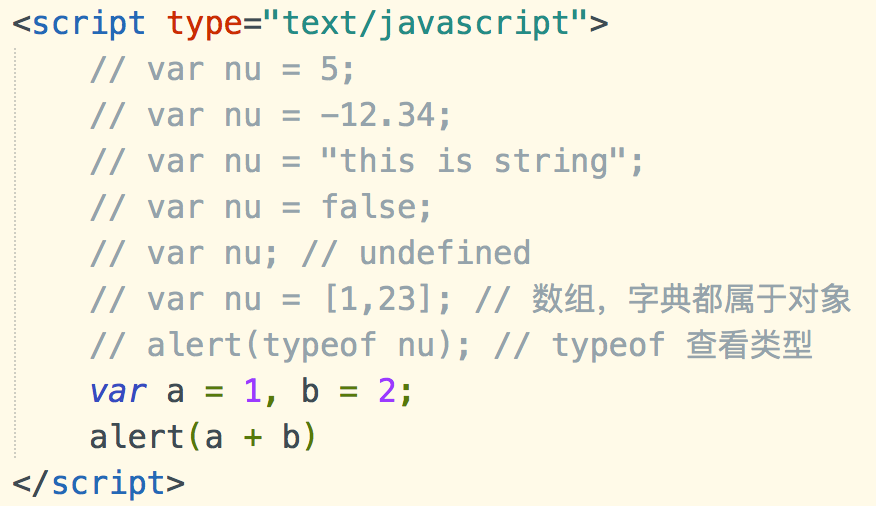 <script type="text/javascript">
// var nu = 5;
// var nu = -12.34;
// var nu = "this is string";
// var nu = false;
// var nu; // undefined
// var nu = [1,23]; // 数组，字典都属于对象
// alert(typeof nu); // typeof 查看类型
var a = 1, b = 2;
alert(a + b)
</script>